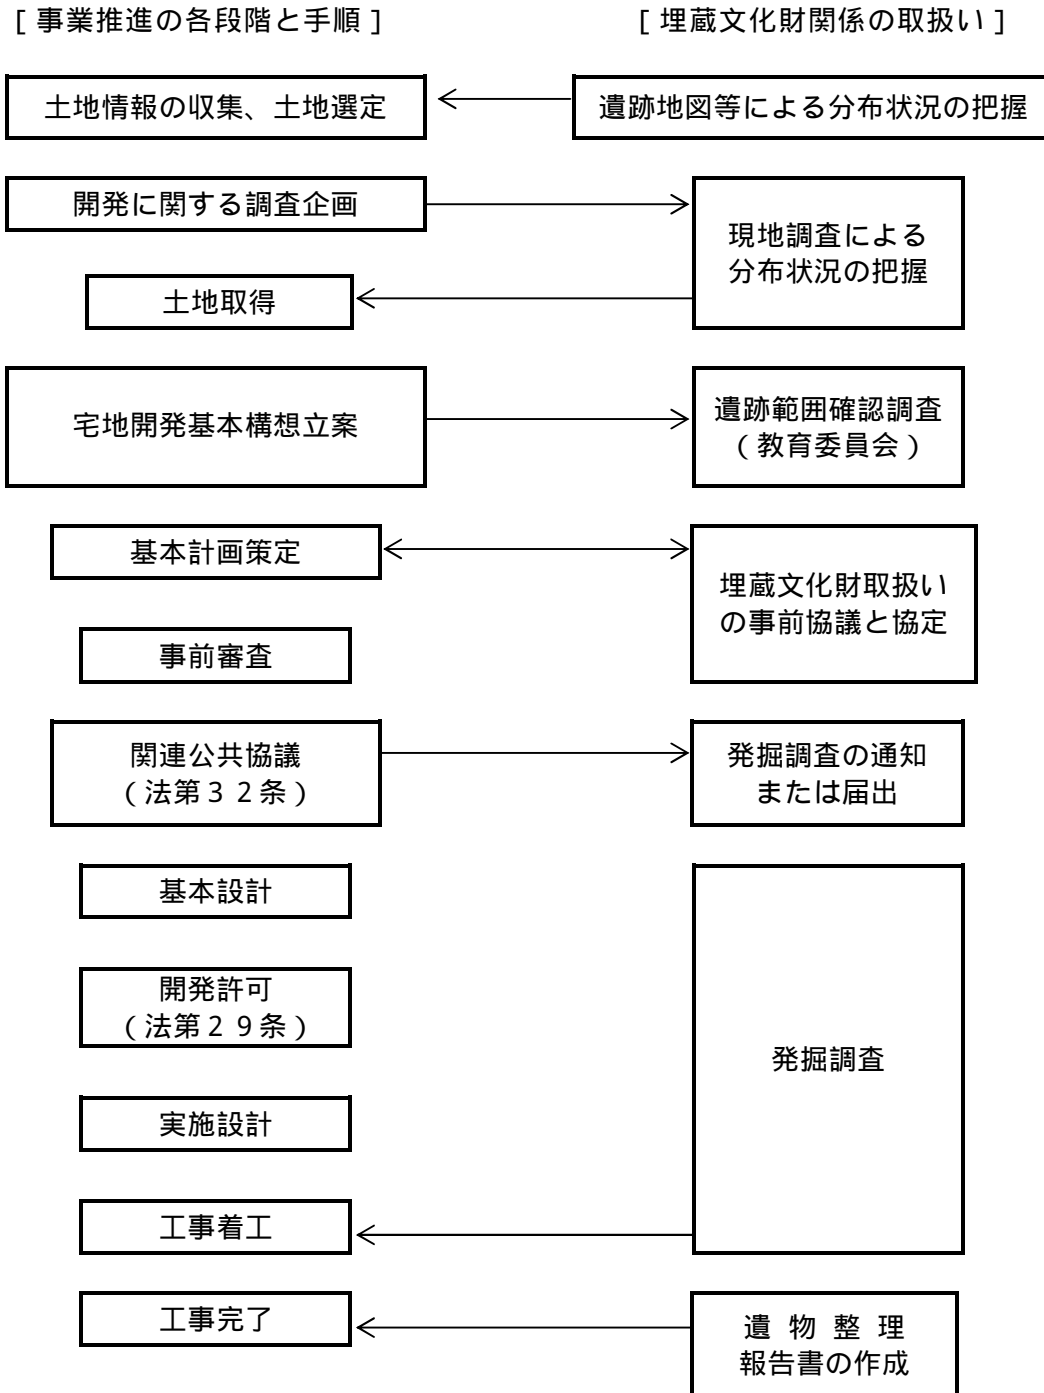 [ 事業推進の各段階と手順 ]
[ 埋蔵文化財関係の取扱い ]
土地情報の収集、土地選定
遺跡地図等による分布状況の把握
開発に関する調査企画
現地調査による
分布状況の把握
土地取得
宅地開発基本構想立案
遺跡範囲確認調査
(教育委員会)
基本計画策定
埋蔵文化財取扱い
の事前協議と協定
事前審査
関連公共協議
(法第32条)
発掘調査の通知
または届出
基本設計
開発許可
(法第29条)
発掘調査
実施設計
工事着工
工事完了
遺物整理
報告書の作成